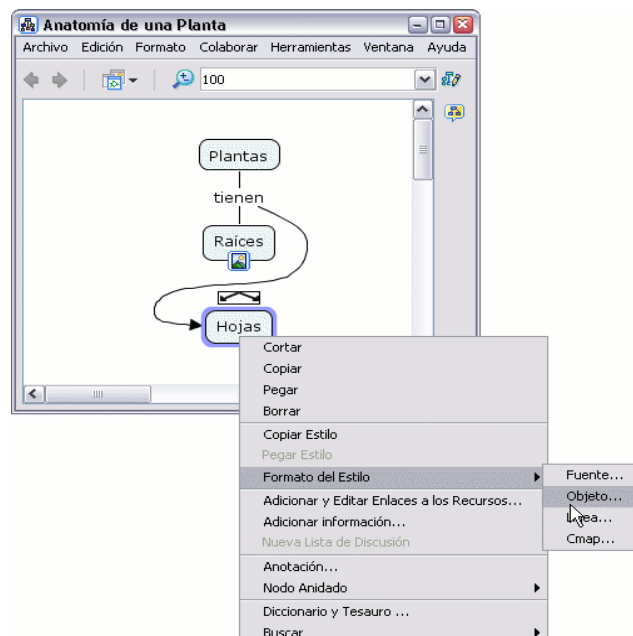 Anatomía de una Planta
Archivo Edición Formato Colaborar Herramientas Ventana Ayuda
100
Plantas
tienen
Raíces
Hojas
Cortar
Copiar
Pegar
Borrar
Copiar Estilo
Pegar Estilo
Formato del Estilo
Fuente...
Objeto...
Adicionar y Editar Enlaces a los Recursos...
Adicionar información...
Cmap...
Nueva Lista de Discusión
Anotación...
Nodo Anidado
Diccionario y Tesauro ...
Buscar